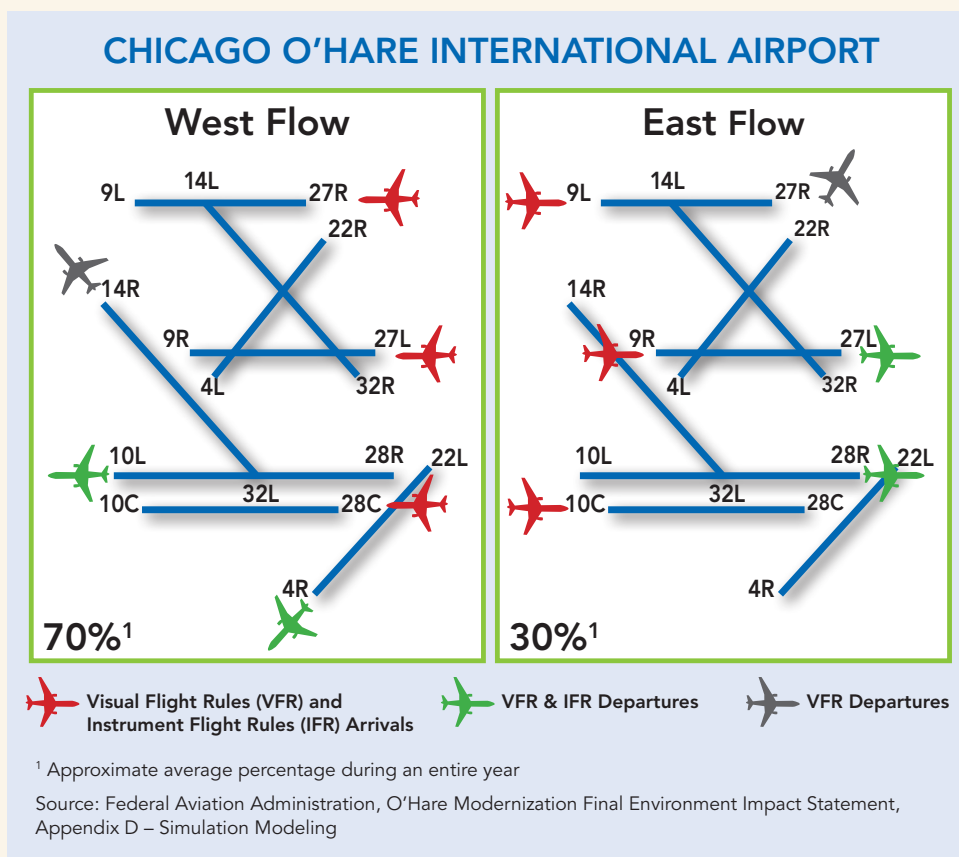 CHICAGO O’HARE INTERNATIONAL AIRPORT
West Flow
14L
9L
27R
22R
14R
9R
27L
4L
32R
10L
28R
22L
32L
10C
28C
4R
70%¹
East Flow
14L
9L
27R
22R
14R
9R
27L
4L
32R
10L
28R
22L
32L
10C
28C
4R
30%¹
Visual Flight Rules (VFR) and
Instrument Flight Rules (IFR) Arrivals
VFR & IFR Departures
VFR Departures
¹ Approximate average percentage during an entire year
Source: Federal Aviation Administration, O’Hare Modernization Final Environment Impact Statement,
Appendix D – Simulation Modeling